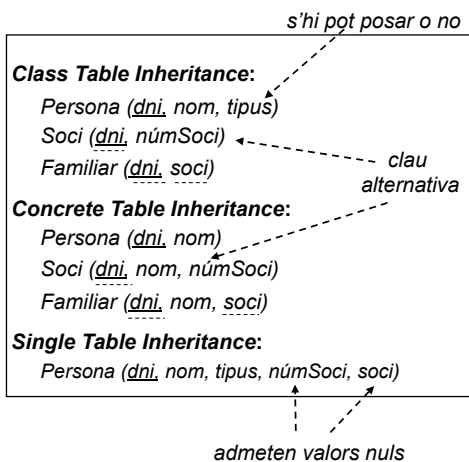 s'hi pot posar o no
Class Table Inheritance:
Persona (dni, nom, tipus)
Soci (dni, númSoci)
Familiar (dni, soci)
clau
alternativa
Concrete Table Inheritance:
Persona (dni, nom)
Soci (dni, nom, númSoci)
Familiar (dni, nom, soci)
Single Table Inheritance:
Persona (dni, nom, tipus, númSoci, soci)
admeten valors nuls